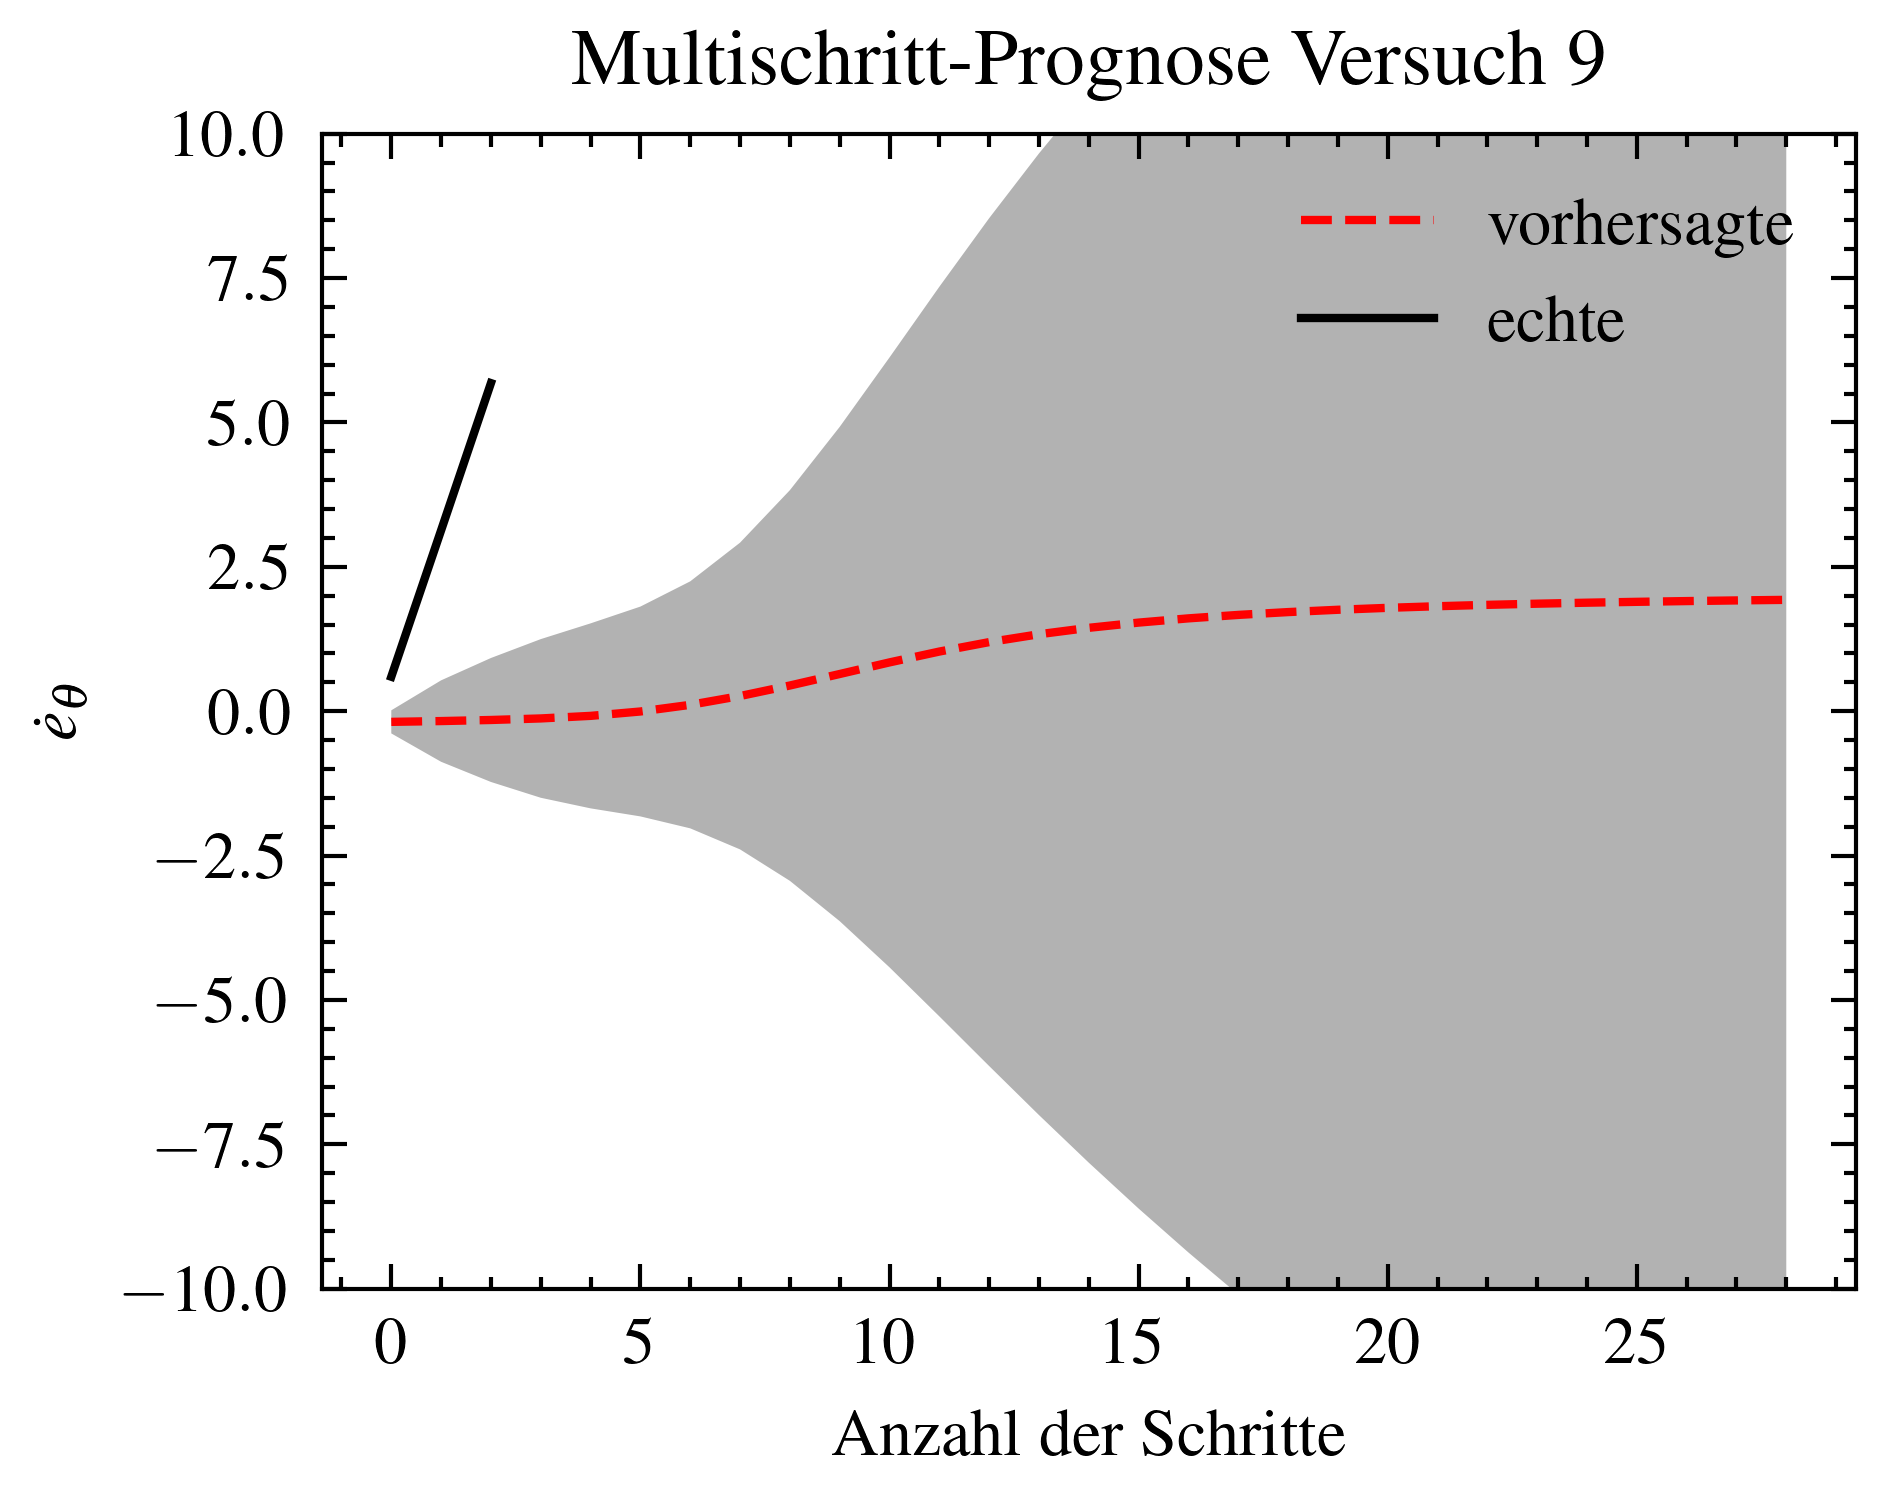 Multischritt-Prognose Versuch 9
10.0
7.5
5.0
2.5
0.0
−2.5
−5.0
−7.5
−10.0
ė_θ
vorhersagte
echte
0 5 10 15 20 25
Anzahl der Schritte